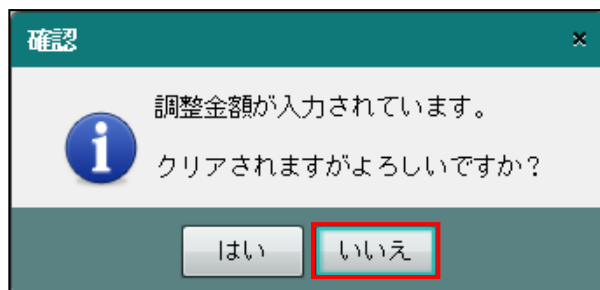 確認
調整金額が入力されています。
クリアされますがよろしいですか？
はい
いいえ